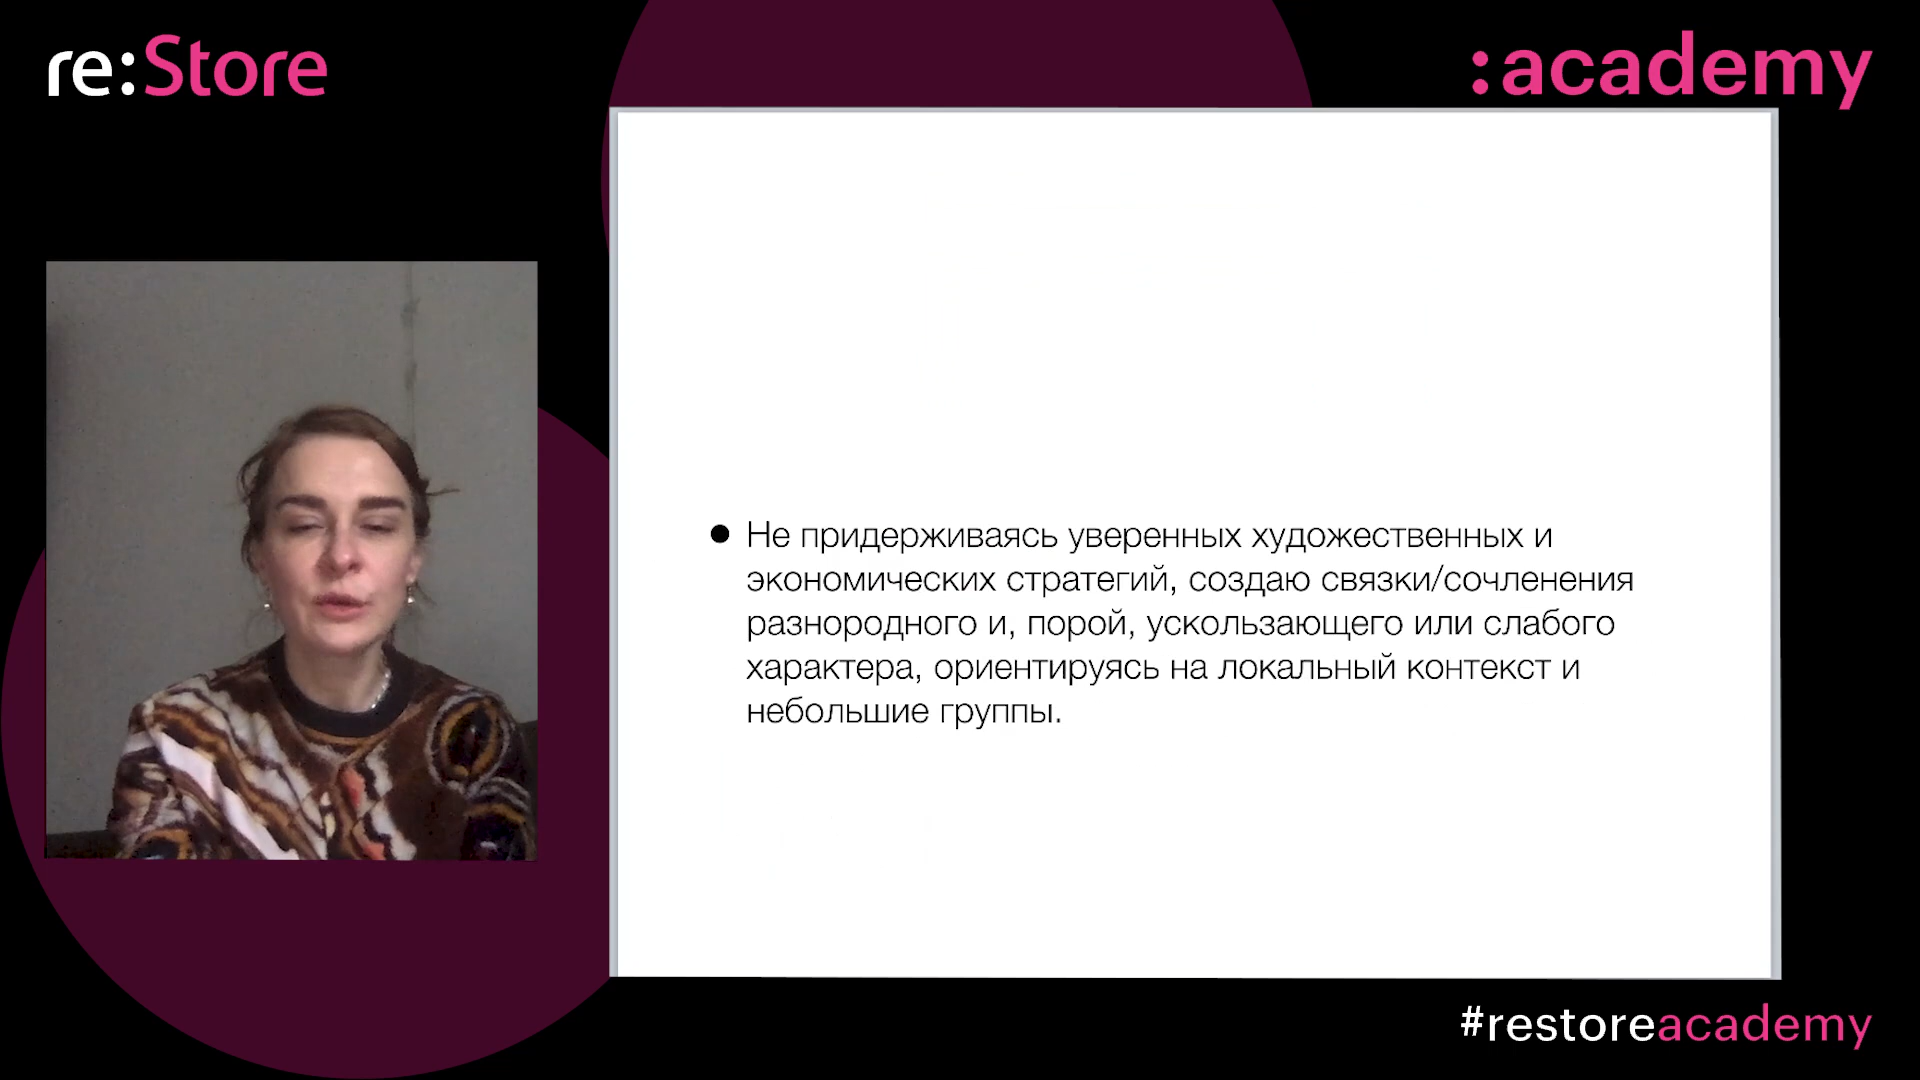 re:Store
:academy
● Не придерживаясь уверенных художественных и
экономических стратегий, создаю связки/сочленения
разнородного и, порой, ускользающего или слабого
характера, ориентируясь на локальный контекст и
небольшие группы.
#restoreacademy